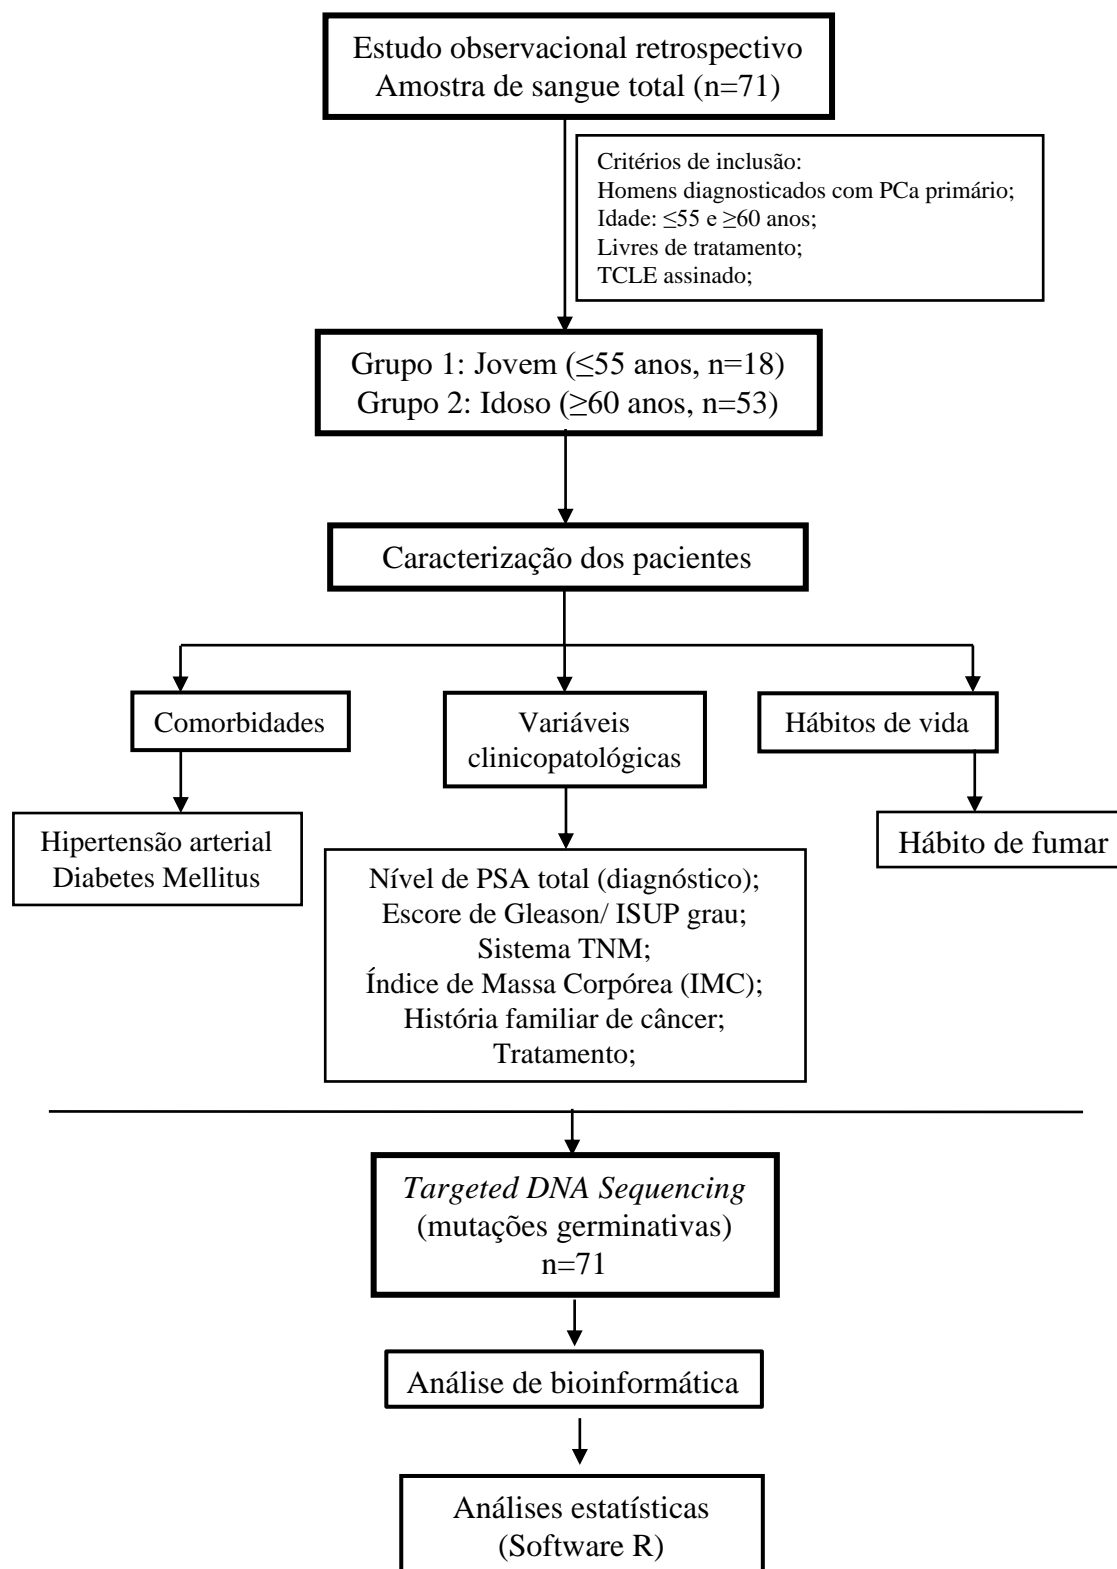 Estudo observacional retrospectivo
Amostra de sangue total (n=71)
Critérios de inclusão:
Homens diagnosticados com PCa primário;
Idade: ≤55 e ≥60 anos;
Livres de tratamento;
TCLE assinado;
Grupo 1: Jovem (≤55 anos, n=18)
Grupo 2: Idoso (≥60 anos, n=53)
Caracterização dos pacientes
Comorbidades
Variáveis
clinicopatológicas
Hábitos de vida
Hipertensão arterial
Diabetes Mellitus
Nível de PSA total (diagnóstico);
Escore de Gleason/ ISUP grau;
Sistema TNM;
Índice de Massa Corpórea (IMC);
História familiar de câncer;
Tratamento;
Hábito de fumar
Targeted DNA Sequencing
(mutações germinativas)
n=71
Análise de bioinformática
Análises estatísticas
(Software R)